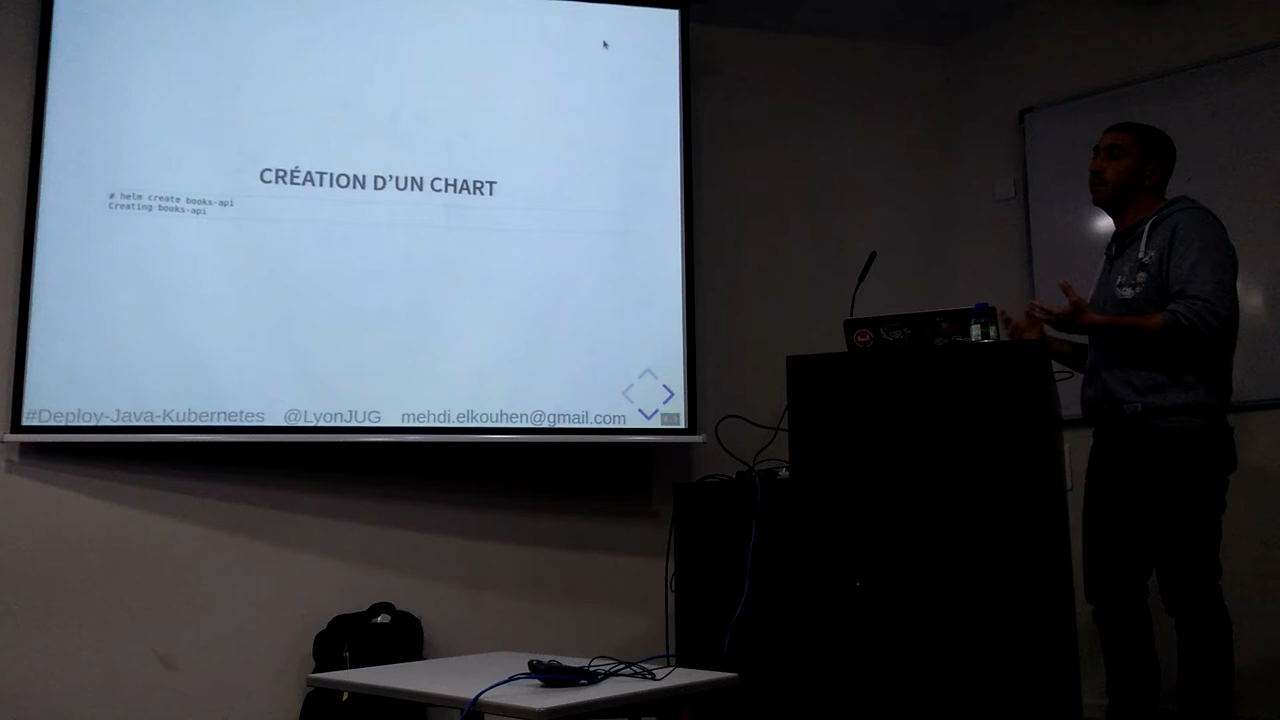 CRÉATION D'UN CHART
# helm create books-api
Creating books-api
#Deploy-Java-Kubernetes @LyonJUG mehdi.elkouhen@gmail.com